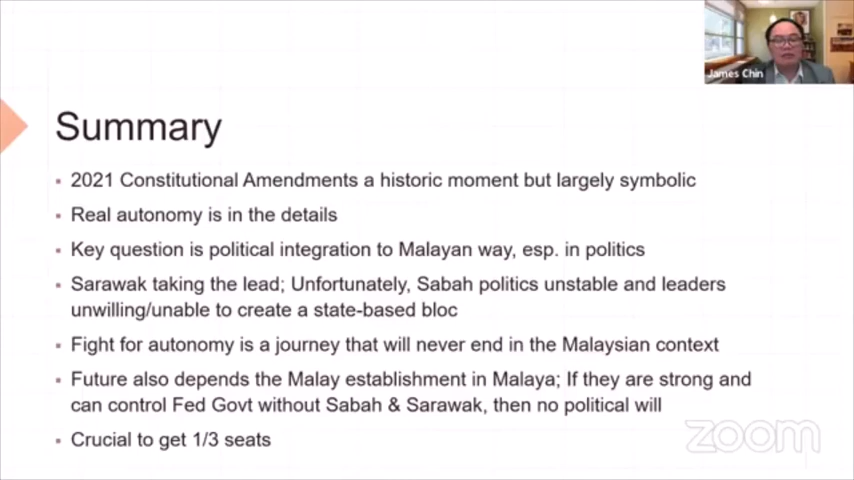 James Chin
Summary
▪ 2021 Constitutional Amendments a historic moment but largely symbolic
▪ Real autonomy is in the details
▪ Key question is political integration to Malayan way, esp. in politics
▪ Sarawak taking the lead; Unfortunately, Sabah politics unstable and leaders
unwilling/unable to create a state-based bloc
▪ Fight for autonomy is a journey that will never end in the Malaysian context
▪ Future also depends the Malay establishment in Malaya; If they are strong and
can control Fed Govt without Sabah & Sarawak, then no political will
▪ Crucial to get 1/3 seats
zoom